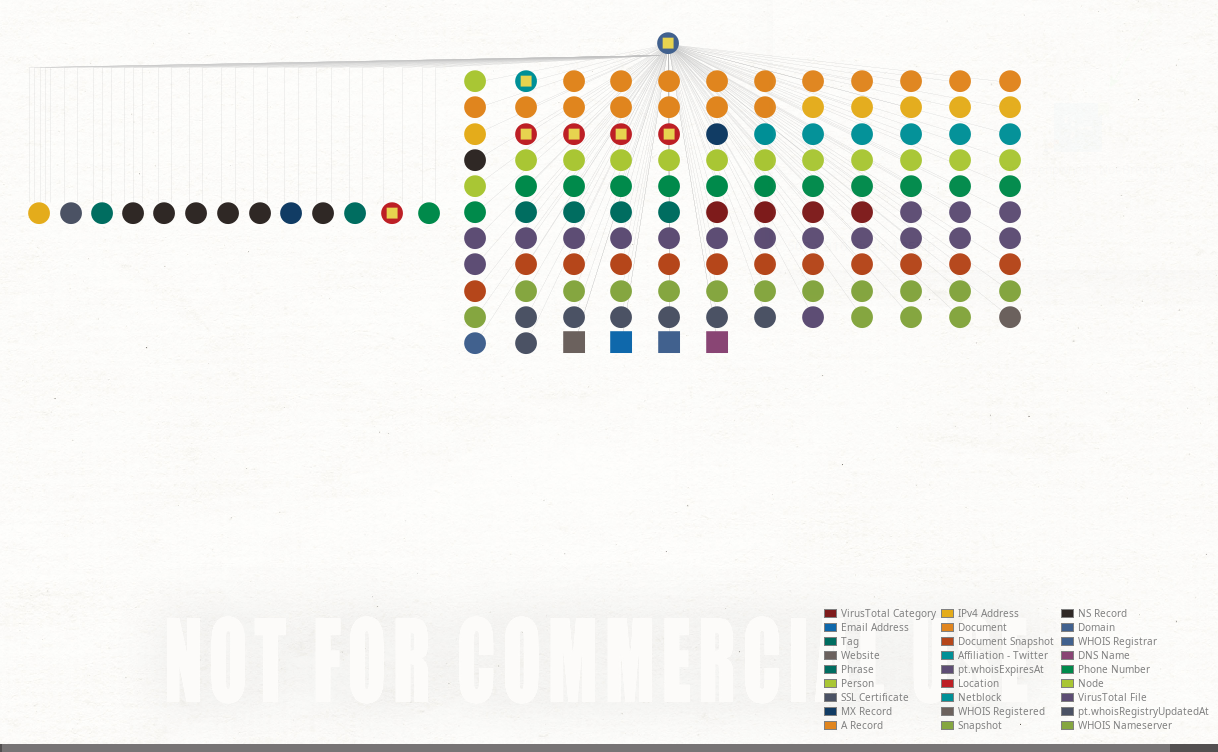 NOT FOR COMMERCIAL USE
VirusTotal Category IPv4 Address NS Record
Email Address Document Domain
Tag Document Snapshot WHOIS Registrar
Website Affiliation - Twitter DNS Name
Phrase pt.whoisExpiresAt Phone Number
Person Location Node
SSL Certificate Netblock VirusTotal File
MX Record WHOIS Registered pt.whoisRegistryUpdatedAt
A Record Snapshot WHOIS Nameserver